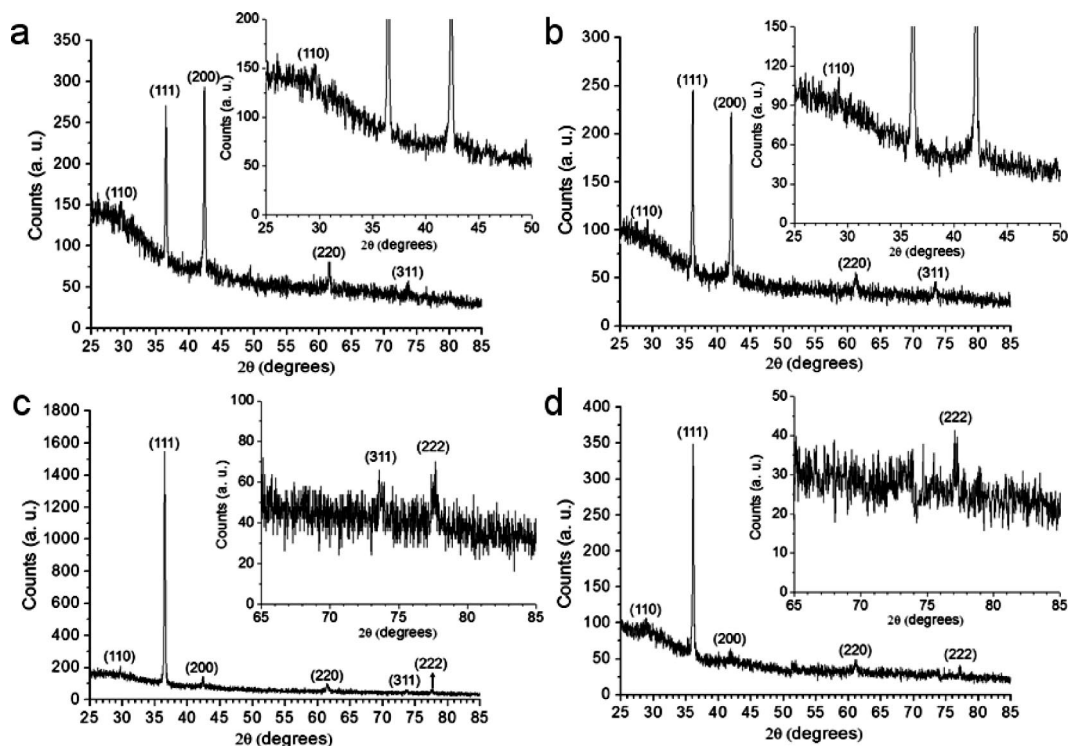 a
350
300
250
200
150
100
50
0
Counts (a. u.)
(110)
(111)
(200)
(220)
(311)
25 30 35 40 45 50 55 60 65 70 75 80 85
2θ (degrees)
200
150
100
50
0
Counts (a. u.)
(110)
25 30 35 40 45 50
2θ (degrees)
b
300
250
200
150
100
50
0
Counts (a. u.)
(110)
(111)
(200)
(220)
(311)
25 30 35 40 45 50 55 60 65 70 75 80 85
2θ (degrees)
150
120
90
60
30
0
Counts (a. u.)
(110)
25 30 35 40 45 50
2θ (degrees)
c
1800
1600
1400
1200
1000
800
600
400
200
0
Counts (a. u.)
(110)
(111)
(200)
(220)
(311)
(222)
25 30 35 40 45 50 55 60 65 70 75 80 85
2θ (degrees)
100
80
60
40
20
0
Counts (a. u.)
(311)
(222)
65 70 75 80 85
2θ (degrees)
d
400
350
300
250
200
150
100
50
0
Counts (a. u.)
(110)
(111)
(200)
(220)
(222)
25 30 35 40 45 50 55 60 65 70 75 80 85
2θ (degrees)
50
40
30
20
10
0
Counts (a. u.)
(222)
65 70 75 80 85
2θ (degrees)